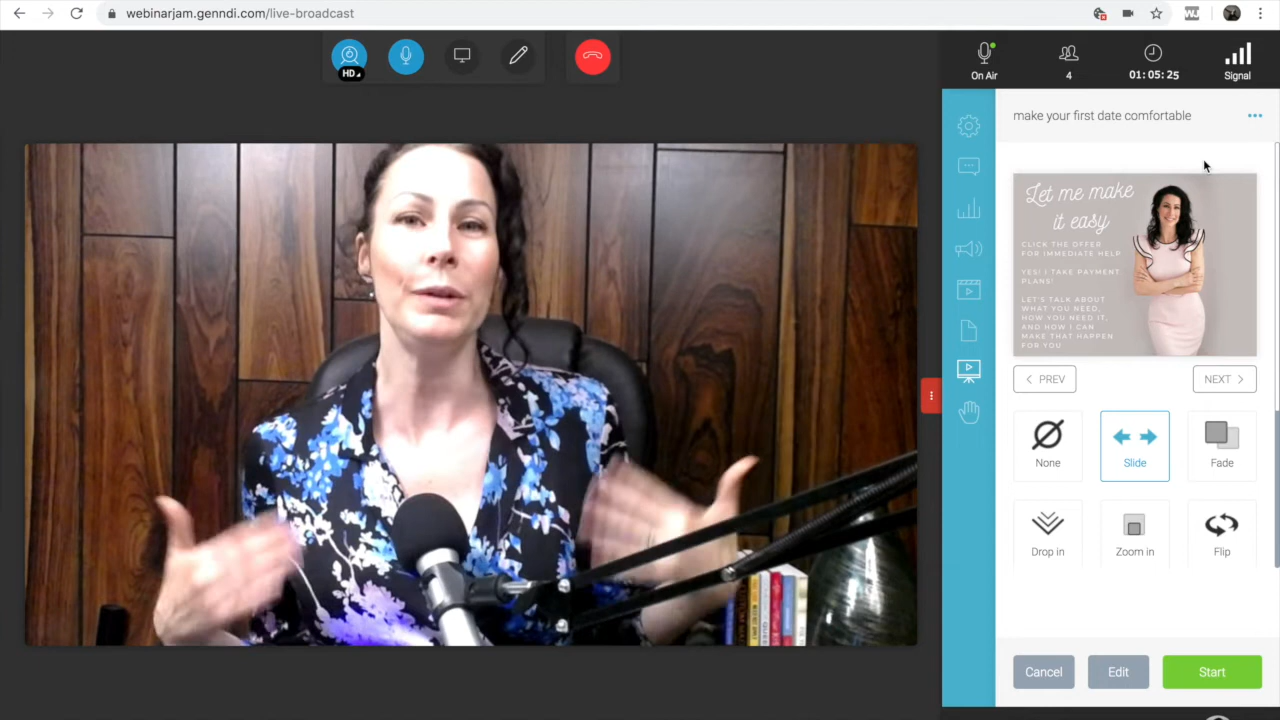 webinarjam.genndi.com/live-broadcast
HD
On Air
4
01:05:25
Signal
make your first date comfortable
Let me make
it easy
CLICK THE OFFER
FOR IMMEDIATE HELP
YES! I TAKE PAYMENT
PLANS!
LET'S TALK ABOUT
WHAT YOU NEED,
HOW YOU NEED IT,
AND HOW I CAN
MAKE THAT HAPPEN
FOR YOU
PREV
NEXT
None
Slide
Fade
Drop in
Zoom in
Flip
Cancel
Edit
Start